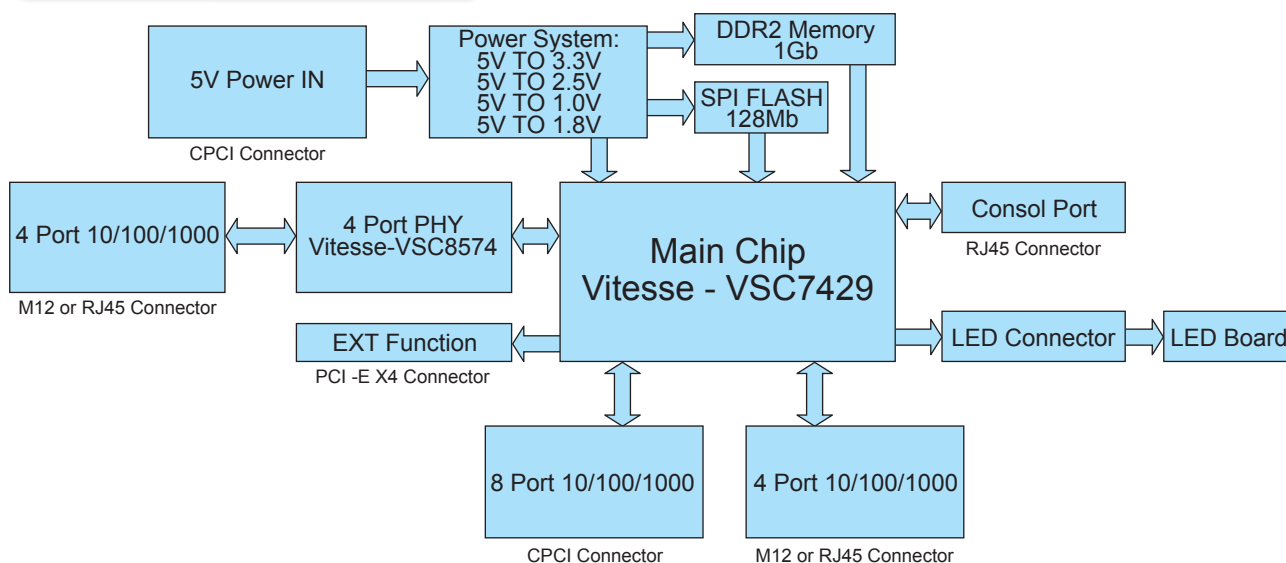 5V Power IN
CPCI Connector
Power System:
5V TO 3.3V
5V TO 2.5V
5V TO 1.0V
5V TO 1.8V
DDR2 Memory
1Gb
SPI FLASH
128Mb
4 Port 10/100/1000
M12 or RJ45 Connector
4 Port PHY
Vitesse-VSC8574
Main Chip
Vitesse - VSC7429
Consol Port
RJ45 Connector
EXT Function
PCI -E X4 Connector
LED Connector
LED Board
8 Port 10/100/1000
CPCI Connector
4 Port 10/100/1000
M12 or RJ45 Connector